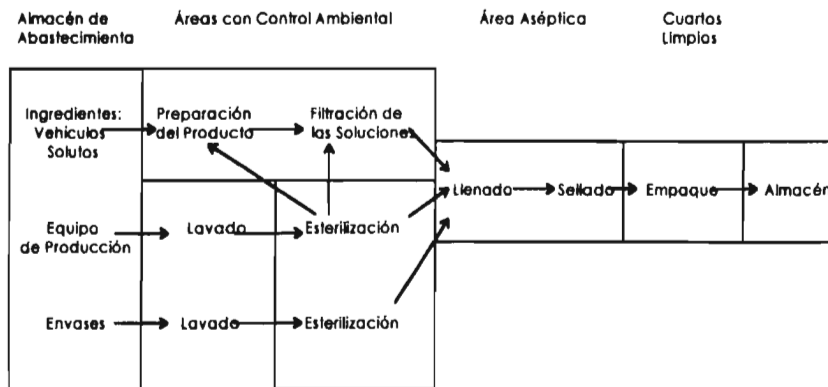 Almacén de
Abastecimiento
Áreas con Control Ambiental
Área Aséptica
Cuartos
Limpios
Ingredientes:
Vehículos
Solutos
Preparación
del Producto
Filtración de
las Soluciones
Llenado
Sellado
Empaque
Almacén
Equipo
de Producción
Lavado
Esterilización
Envases
Lavado
Esterilización